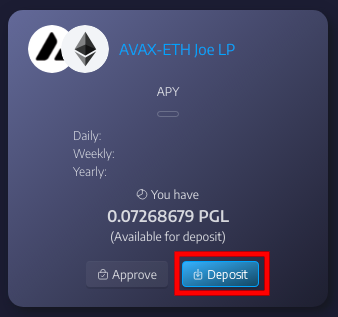 AVAX-ETH Joe LP
APY
Daily:
Weekly:
Yearly:
You have
0.07268679 PGL
(Available for deposit)
Approve
Deposit